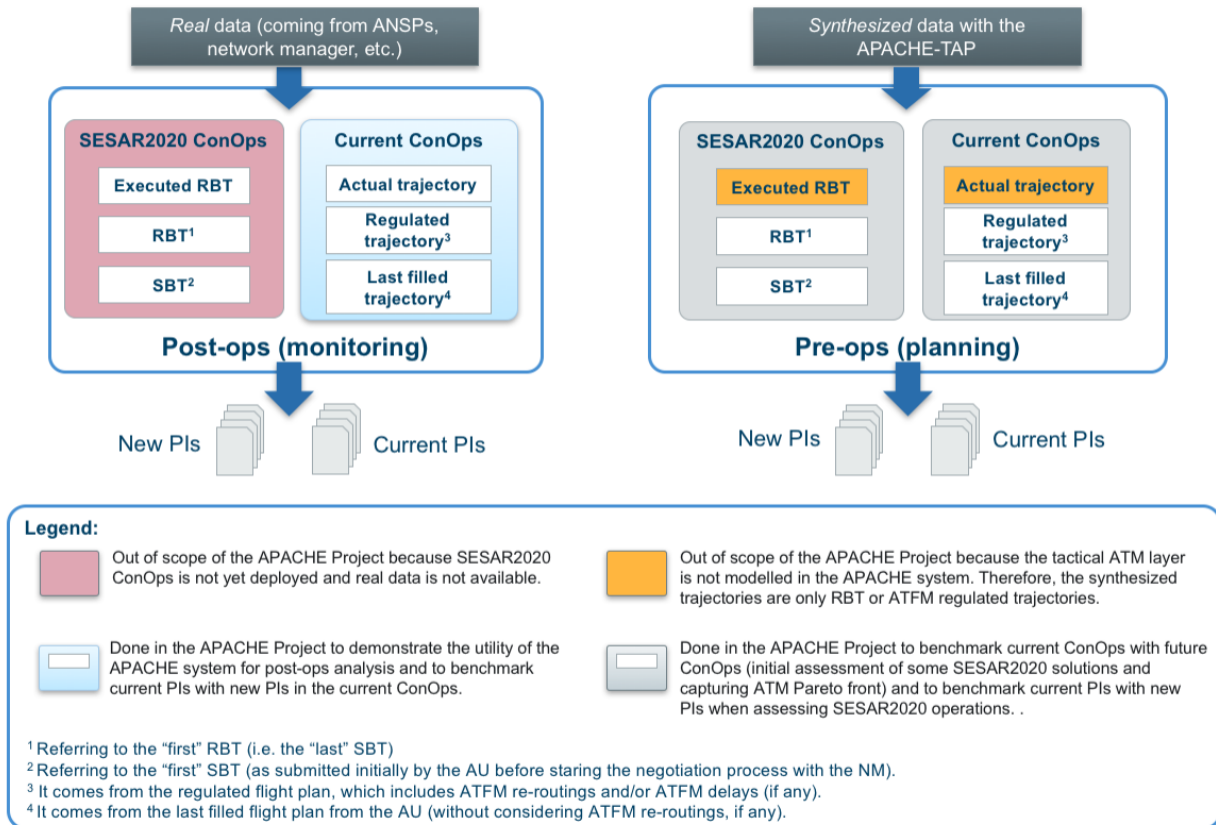 Real data (coming from ANSPs,
network manager, etc.)
SESAR2020 ConOps
Executed RBT
RBT¹
SBT²
Current ConOps
Actual trajectory
Regulated
trajectory³
Last filled
trajectory⁴
Post-ops (monitoring)
New PIs
Current PIs
Synthesized data with the
APACHE-TAP
SESAR2020 ConOps
Executed RBT
RBT¹
SBT²
Current ConOps
Actual trajectory
Regulated
trajectory³
Last filled
trajectory⁴
Pre-ops (planning)
New PIs
Current PIs
Legend:
Out of scope of the APACHE Project because SESAR2020
ConOps is not yet deployed and real data is not available.
Out of scope of the APACHE Project because the tactical ATM layer
is not modelled in the APACHE system. Therefore, the synthesized
trajectories are only RBT or ATFM regulated trajectories.
Done in the APACHE Project to demonstrate the utility of the
APACHE system for post-ops analysis and to benchmark
current PIs with new PIs in the current ConOps.
Done in the APACHE Project to benchmark current ConOps with future
ConOps (initial assessment of some SESAR2020 solutions and
capturing ATM Pareto front) and to benchmark current PIs with new
PIs when assessing SESAR2020 operations. .
¹ Referring to the “first” RBT (i.e. the “last” SBT)
² Referring to the “first” SBT (as submitted initially by the AU before staring the negotiation process with the NM).
³ It comes from the regulated flight plan, which includes ATFM re-routings and/or ATFM delays (if any).
⁴ It comes from the last filled flight plan from the AU (without considering ATFM re-routings, if any).